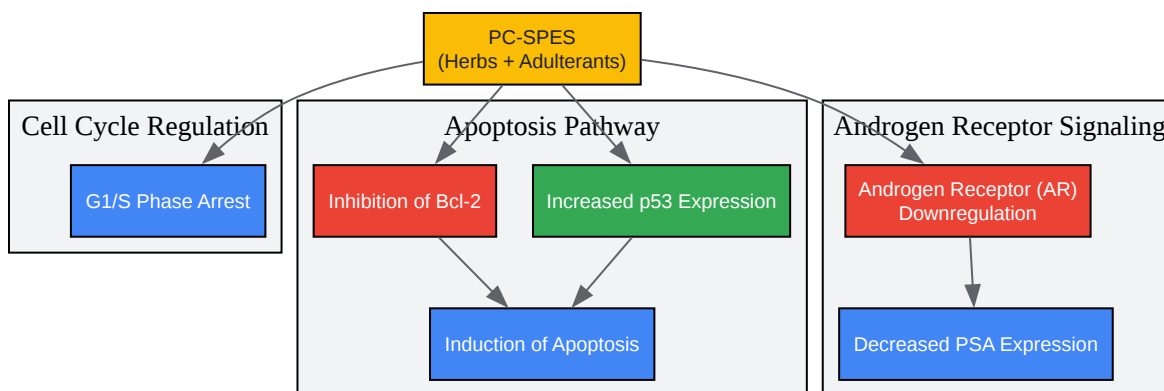 PC-SPES
(Herbs + Adulterants)
Cell Cycle Regulation
Apoptosis Pathway
Androgen Receptor Signaling
G1/S Phase Arrest
Inhibition of Bcl-2
Increased p53 Expression
Androgen Receptor (AR)
Downregulation
Induction of Apoptosis
Decreased PSA Expression